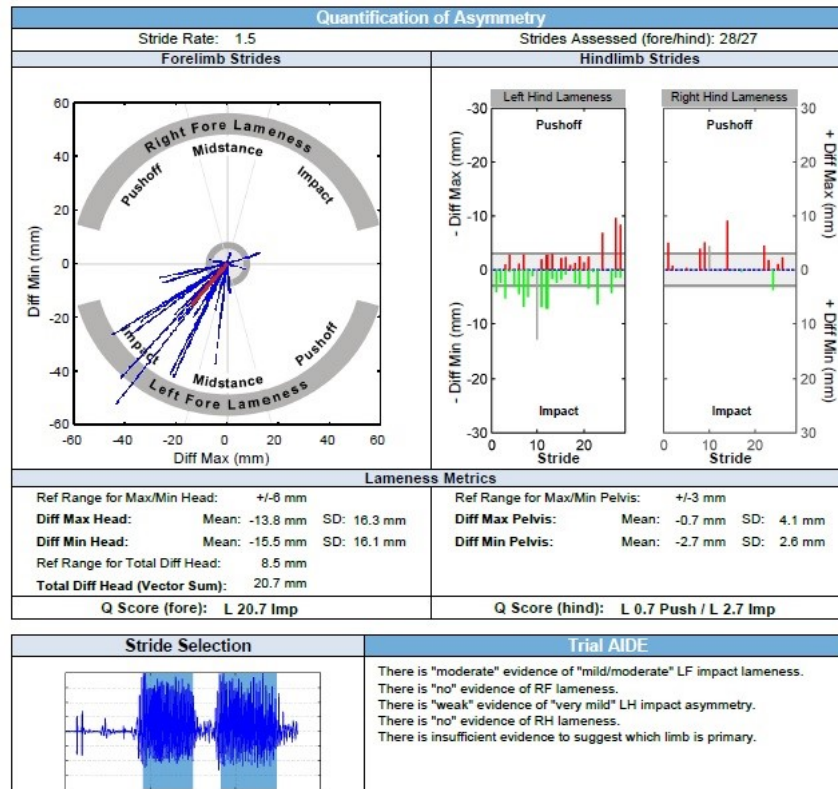 Quantification of Asymmetry
Stride Rate: 1.5
Strides Assessed (fore/hind): 28/27
Forelimb Strides
Hindlimb Strides
60
40
20
0
-20
-40
-60
Diff Min (mm)
Right Fore Lameness
Pushoff
Midstance
Impact
Impact
Midstance
Pushoff
Left Fore Lameness
-60 -40 -20 0 20 40 60
Diff Max (mm)
Left Hind Lameness
Right Hind Lameness
-30
-20
-10
0
-10
-20
-30
- Diff Max (mm)
- Diff Min (mm)
Pushoff
Impact
0 10 20
Stride
Pushoff
Impact
0 10 20
Stride
30
20
10
0
10
20
30
+ Diff Max (mm)
+ Diff Min (mm)
Lameness Metrics
Ref Range for Max/Min Head: +/-6 mm
Diff Max Head: Mean: -13.8 mm SD: 16.3 mm
Diff Min Head: Mean: -15.5 mm SD: 16.1 mm
Ref Range for Total Diff Head: 8.5 mm
Total Diff Head (Vector Sum): 20.7 mm
Ref Range for Max/Min Pelvis: +/-3 mm
Diff Max Pelvis: Mean: -0.7 mm SD: 4.1 mm
Diff Min Pelvis: Mean: -2.7 mm SD: 2.6 mm
Q Score (fore): L 20.7 Imp
Q Score (hind): L 0.7 Push / L 2.7 Imp
Stride Selection
Trial AIDE
There is "moderate" evidence of "mild/moderate" LF impact lameness.
There is "no" evidence of RF lameness.
There is "weak" evidence of "very mild" LH impact asymmetry.
There is "no" evidence of RH lameness.
There is insufficient evidence to suggest which limb is primary.